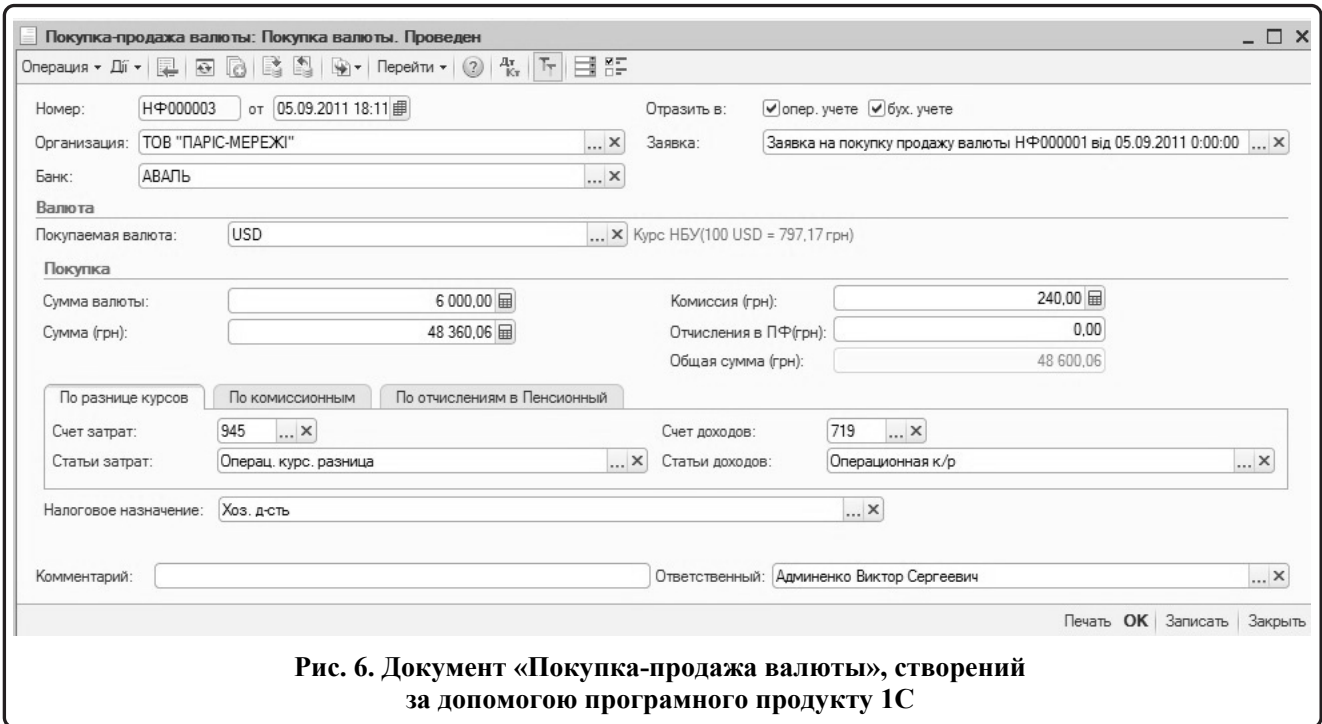 Покупка-продажа валюты: Покупка валюты. Проведен
Операция Дії Перейти Дт Кт Тт
Номер: НФ000003 от 05.09.2011 18:11 Отразить в: опер. учете бух. учете
Организация: ТОВ "ПАРІС-МЕРЕЖІ" ... Заявка: Заявка на покупку продажу валюты НФ000001 від 05.09.2011 0:00:00 ...
Банк: АВАЛЬ ...
Валюта
Покупаемая валюта: USD ... Курс НБУ(100 USD = 797,17 грн)
Покупка
Сумма валюты: 6 000,00 Комиссия (грн): 240,00
Сумма (грн): 48 360,06 Отчисления в ПФ(грн): 0,00
Общая сумма (грн): 48 600,06
По разнице курсов По комиссионным По отчислениям в Пенсионный
Счет затрат: 945 ... Счет доходов: 719 ...
Статьи затрат: Операц. курс. разница ... Статьи доходов: Операционная к/р ...
Налоговое назначение: Хоз. д-сть ...
Комментарий: Ответственный: Админенко Виктор Сергеевич ...
Печать OK Записать Закрыть
Рис. 6. Документ «Покупка-продажа валюты», створений
за допомогою програмного продукту 1С